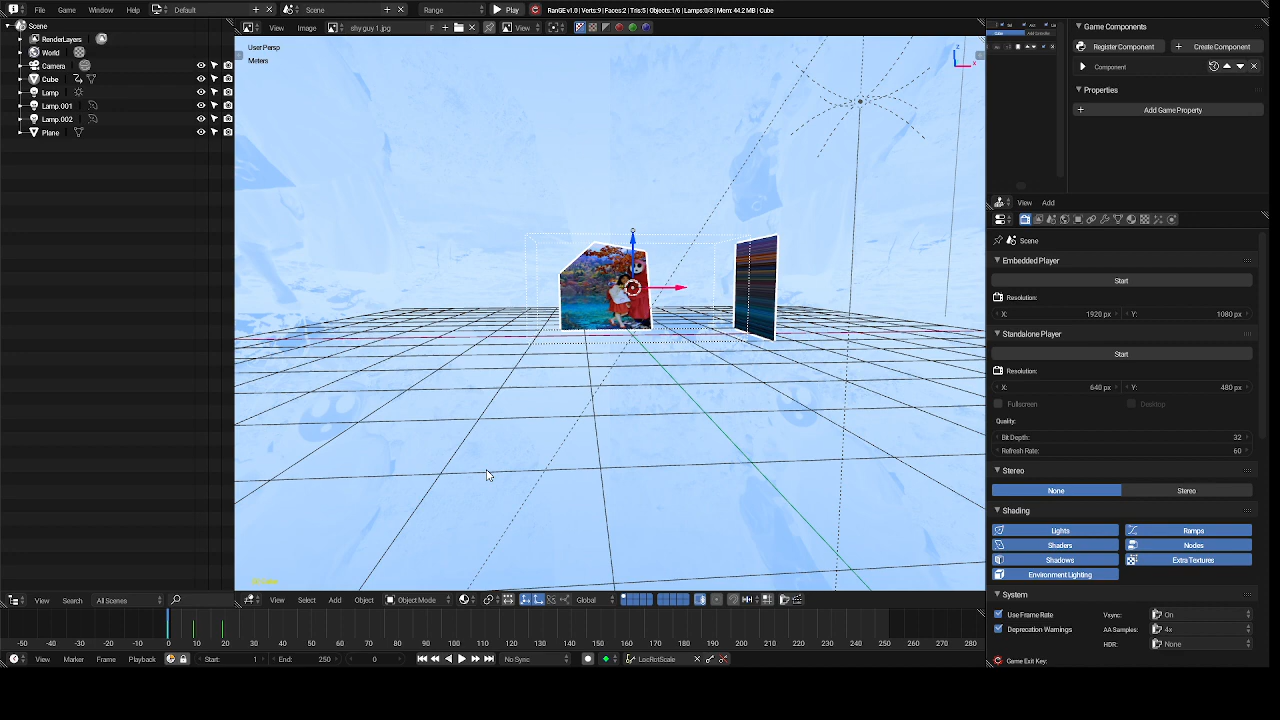 File Game Window Help Default Scene Range Play RanGE v1.0 | Verts:9 | Faces:2 | Tris:5 | Objects:1/6 | Lamps:0/3 | Mem: 44.2 MB | Cube
View Image shy guy 1.jpg F View
Scene
RenderLayers
World
Camera
Cube
Lamp
Lamp.001
Lamp.002
Plane
User Persp
Meters
z
x
Game Components
Register Component Create Component
Component
Properties
Add Game Property
View Add
Scene
Embedded Player
Start
Resolution:
X: 1920 px Y: 1080 px
Standalone Player
Start
Resolution:
X: 640 px Y: 480 px
Fullscreen Desktop
Quality:
Bit Depth: 32
Refresh Rate: 60
Stereo
None Stereo
Shading
Lights Ramps
Shaders Nodes
Shadows Extra Textures
Environment Lighting
System
Use Frame Rate Vsync: On
Deprecation Warnings AA Samples: 4x
HDR: None
Game Exit Key:
View Search All Scenes
View Select Add Object Object Mode Global
-50 -40 -30 -20 -10 0 10 20 30 40 50 60 70 80 90 100 110 120 130 140 150 160 170 180 190 200 210 220 230 240 250 260 270 280
View Marker Frame Playback Start: 1 End: 250 0 No Sync LocRotScale